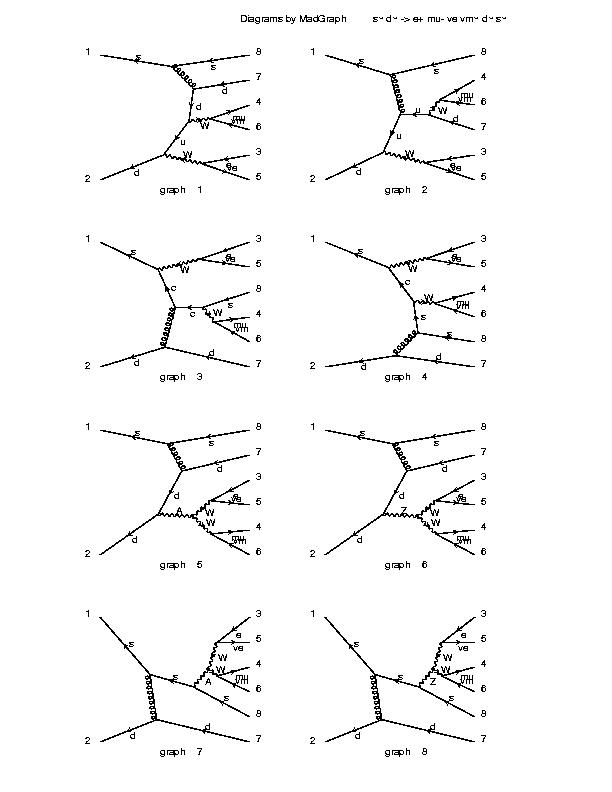 Diagrams by MadGraph s~ d~ -> e+ mu- ve vm~ d~ s~
1 s s 8
7
d
d 4
mu
vm
W 6
u
W 3
e
ve
2 d 5
graph 1
1 s s 8
4
mu
vm
6
u W
d 7
u
W 3
e
ve
2 d 5
graph 2
1 s 3
e
ve
W 5
c 8
s
c W 4
mu
vm
6
2 d d 7
graph 3
1 s 3
e
ve
W 5
c 4
W mu
vm
s 6
s 8
2 d d 7
graph 4
1 s s 8
7
d
3
d e
ve
W 5
A W
4
mu
vm
2 d 6
graph 5
1 s s 8
7
d
3
d e
ve
W 5
Z W
4
mu
vm
2 d 6
graph 6
1 3
e
5
s ve
W
4
W
mu
vm
s A 6
s
8
2 d d 7
graph 7
1 3
e
5
s ve
W
4
W
mu
vm
s Z 6
s
8
2 d d 7
graph 8